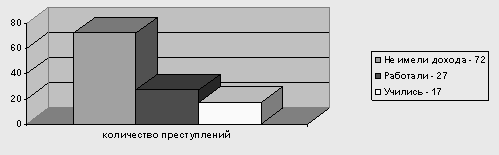 80
60
40
20
0
количество преступлений
Не имели дохода - 72
Работали - 27
Учились - 17